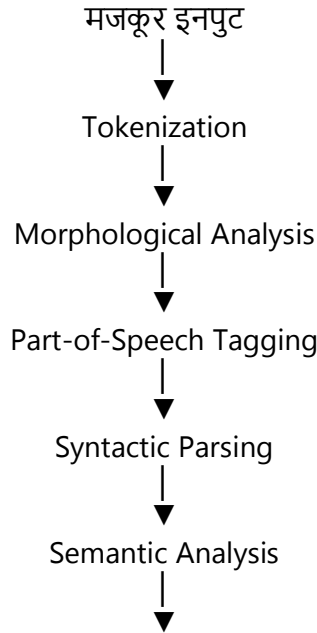 मजकूर इनपुट
Tokenization
Morphological Analysis
Part-of-Speech Tagging
Syntactic Parsing
Semantic Analysis